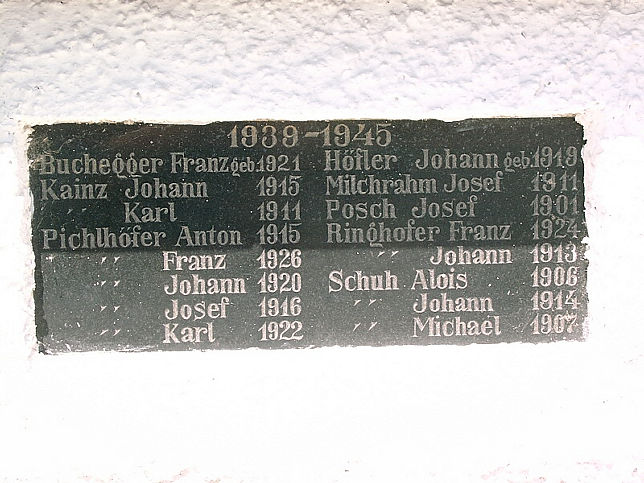 1939-1945
Buchegger Franz geb.1921 Höfler Johann geb.1919
Kainz Johann 1915 Milchrahm Josef 1911
〃 Karl 1911 Posch Josef 1901
Pichlhöfer Anton 1915 Ringhofer Franz 1924
〃 〃 Franz 1926 〃 Johann 1913
〃 〃 Johann 1920 Schuh Alois 1906
〃 〃 Josef 1916 〃 Johann 1914
〃 〃 Karl 1922 〃 Michael 1907